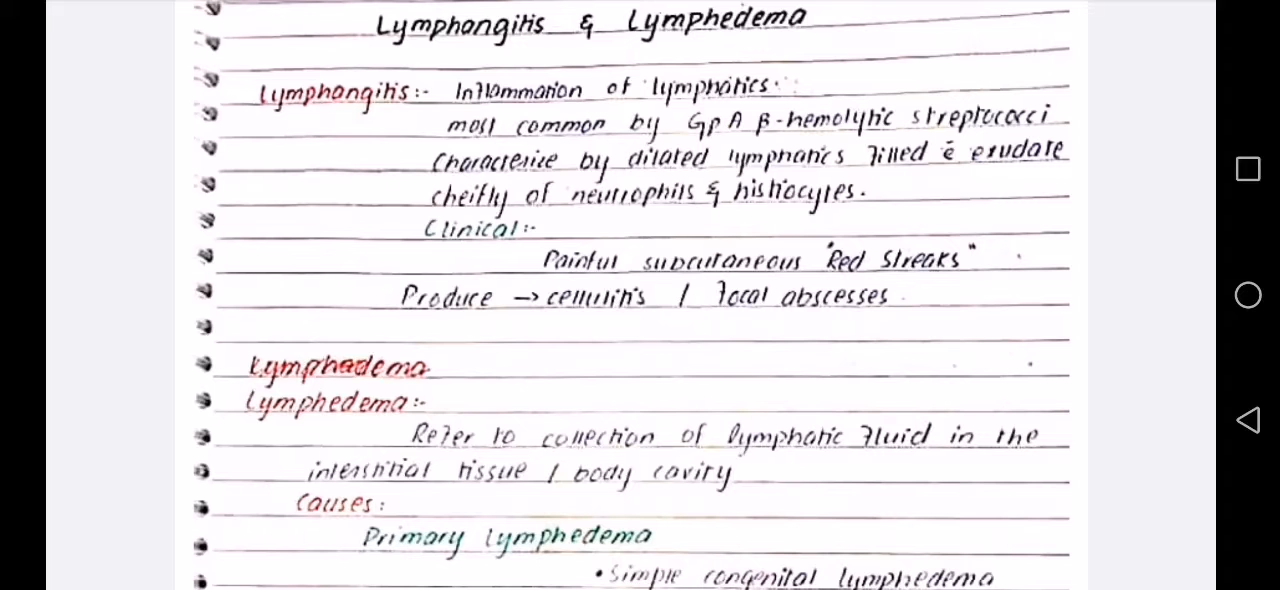 Lymphangitis & Lymphedema
Lymphangitis:- Inflammation of lymphatics.
most common by GpA β-hemolytic streptococci
Characterize by dilated lymphatics filled c̄ exudate
cheifly of neutrophils & histiocytes.
Clinical:-
Painful subcutaneous "Red Streaks"
Produce → cellulitis / focal abscesses
Lymphadema
Lymphedema:-
Refer to collection of lymphatic fluid in the
interstitial tissue / body cavity
Causes:
Primary lymphedema
• Simple congenital lymphedema